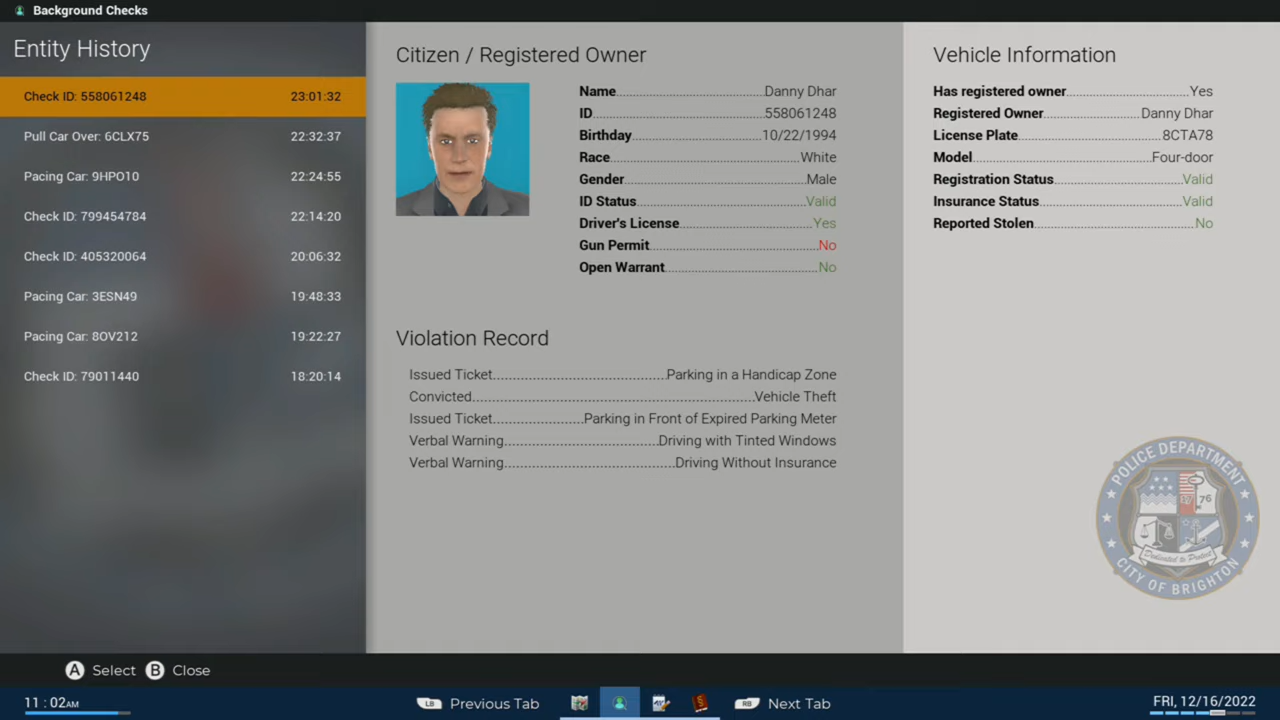 Background Checks
Entity History
Check ID: 558061248 23:01:32
Pull Car Over: 6CLX75 22:32:37
Pacing Car: 9HPO10 22:24:55
Check ID: 799454784 22:14:20
Check ID: 405320064 20:06:32
Pacing Car: 3ESN49 19:48:33
Pacing Car: 8OV212 19:22:27
Check ID: 79011440 18:20:14
Citizen / Registered Owner
Name Danny Dhar
ID 558061248
Birthday 10/22/1994
Race White
Gender Male
ID Status Valid
Driver's License Yes
Gun Permit No
Open Warrant No
Violation Record
Issued Ticket Parking in a Handicap Zone
Convicted Vehicle Theft
Issued Ticket Parking in Front of Expired Parking Meter
Verbal Warning Driving with Tinted Windows
Verbal Warning Driving Without Insurance
Vehicle Information
Has registered owner Yes
Registered Owner Danny Dhar
License Plate 8CTA78
Model Four-door
Registration Status Valid
Insurance Status Valid
Reported Stolen No
POLICE DEPARTMENT
17 76
Dedicated to Protect
CITY OF BRIGHTON
A Select B Close
11 : 02AM
LB Previous Tab
RB Next Tab
FRI, 12/16/2022